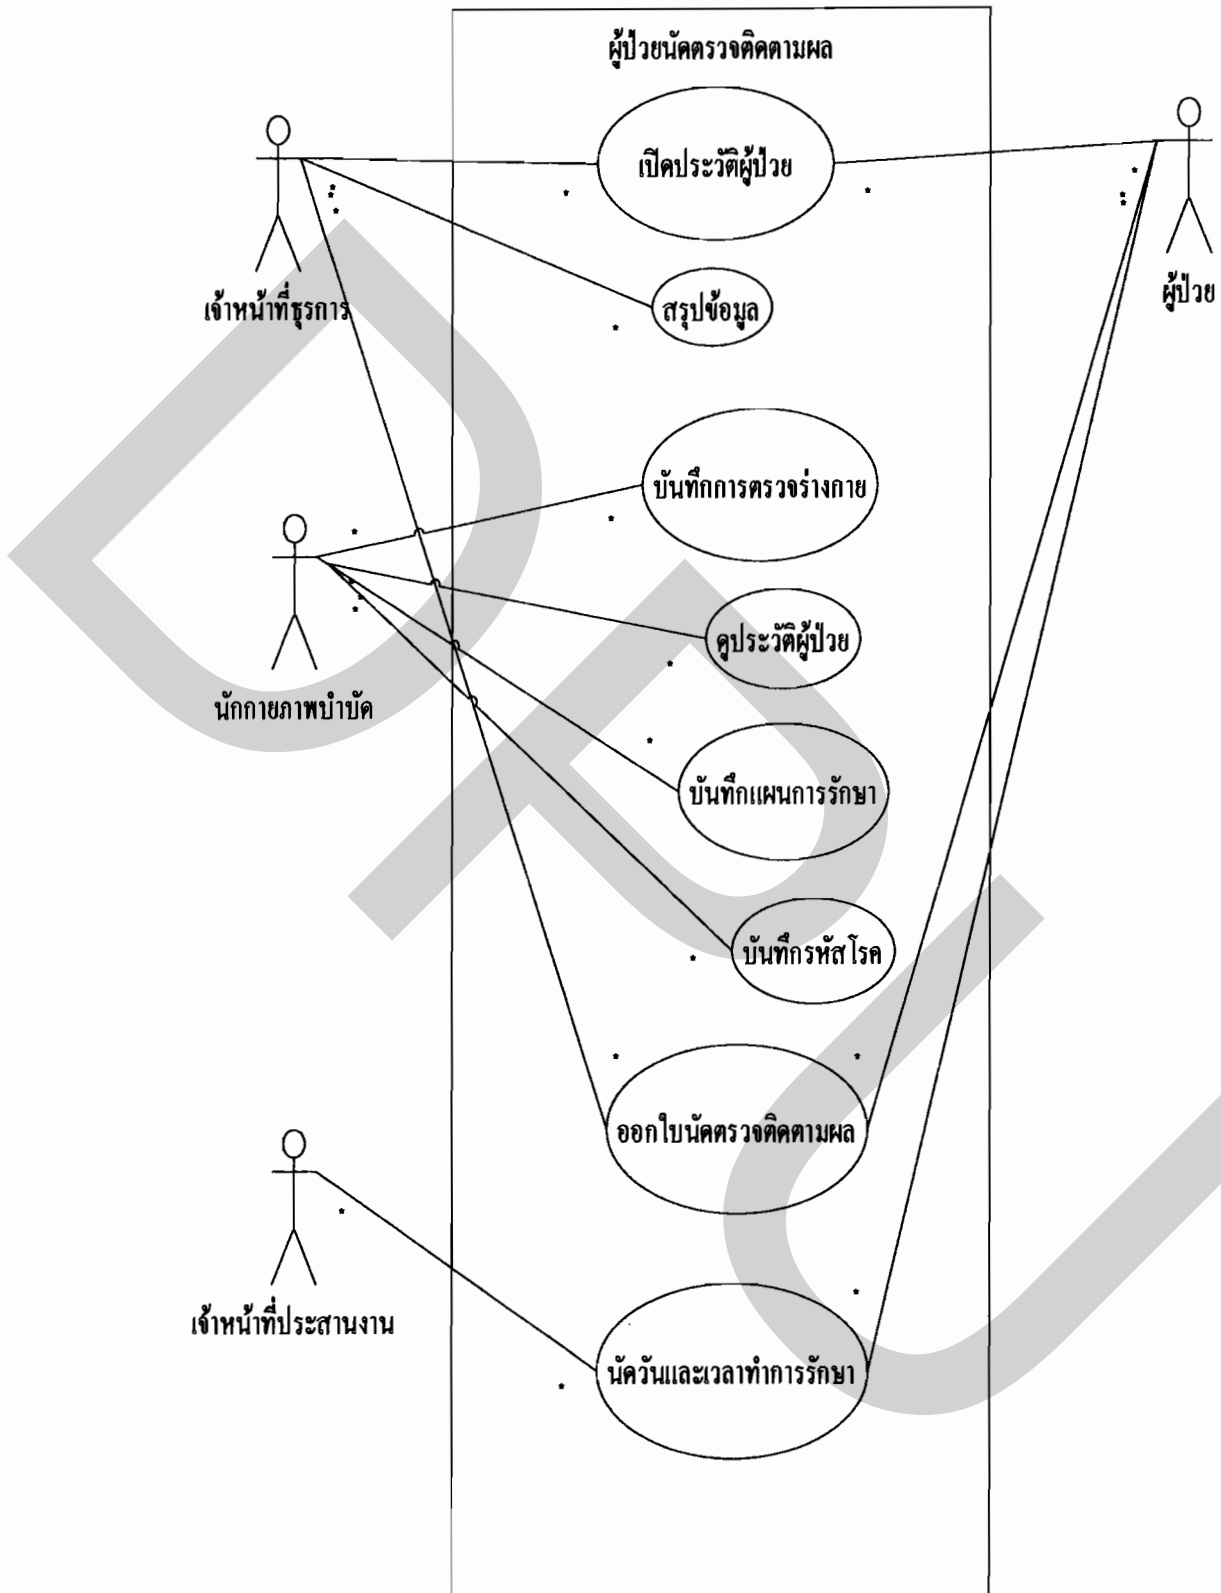 ผู้ป่วยนัดตรวจติดตามผล
เปิดประวัติผู้ป่วย
เจ้าหน้าที่ธุรการ
ผู้ป่วย
สรุปข้อมูล
บันทึกการตรวจร่างกาย
ดูประวัติผู้ป่วย
นักกายภาพบำบัด
บันทึกแผนการรักษา
บันทึกรหัสโรค
ออกใบนัดตรวจติดตามผล
เจ้าหน้าที่ประสานงาน
นัดวันและเวลาทำการรักษา